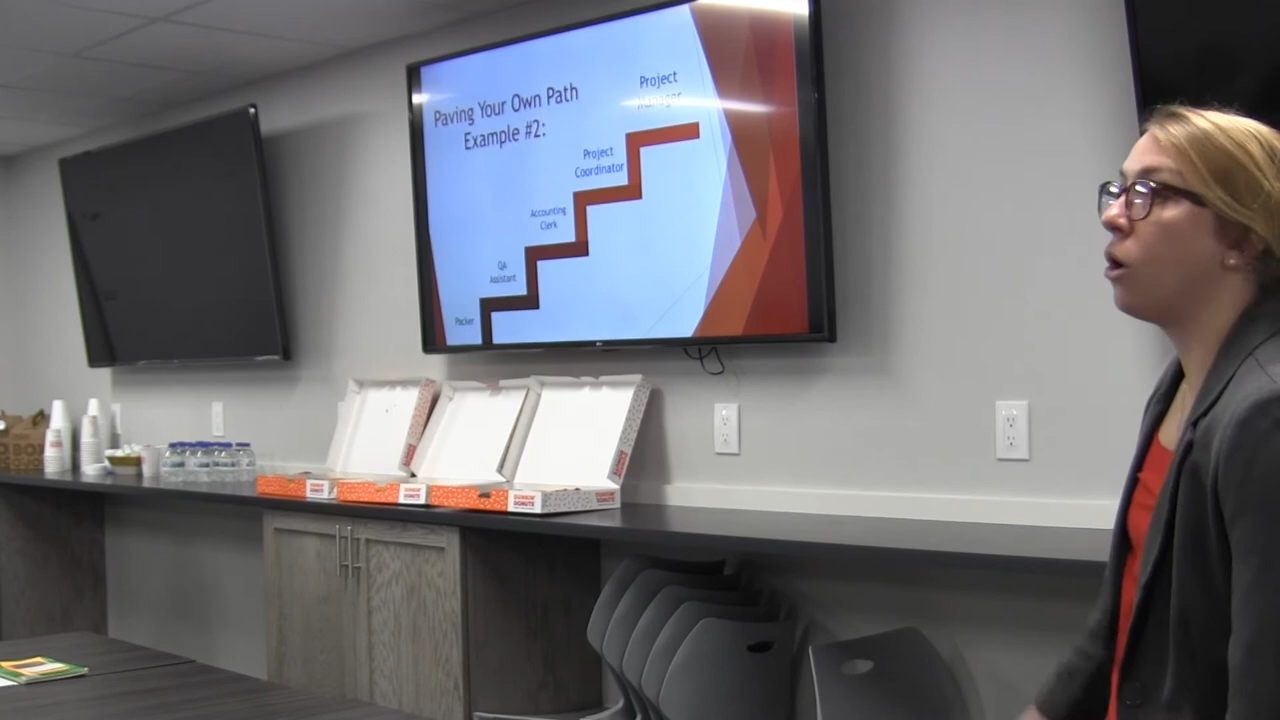 Paving Your Own Path
Example #2:
Project
Manager
Project
Coordinator
Accounting
Clerk
QA
Assistant
Packer
DUNKIN'
DONUTS
DUNKIN'
DONUTS
DUNKIN'
DONUTS